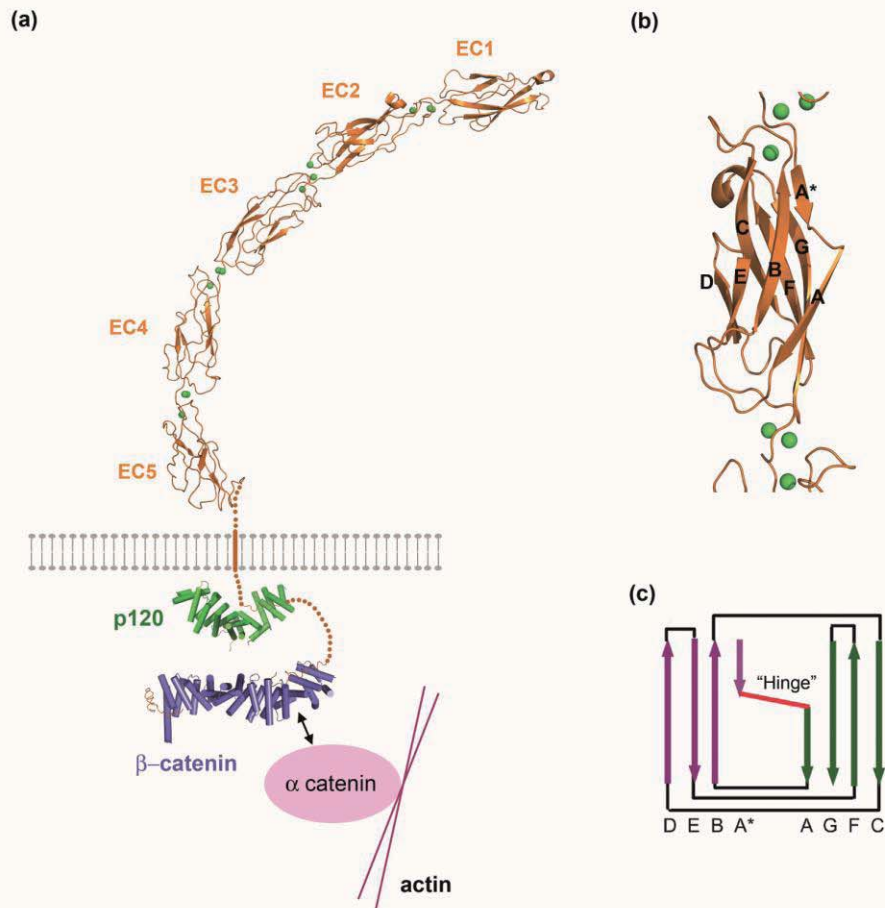 (a)
EC1
EC2
EC3
EC4
EC5
p120
β–catenin
α catenin
actin
(b)
A*
C
G
B
D
E
F
A
(c)
"Hinge"
D E B A* A G F C